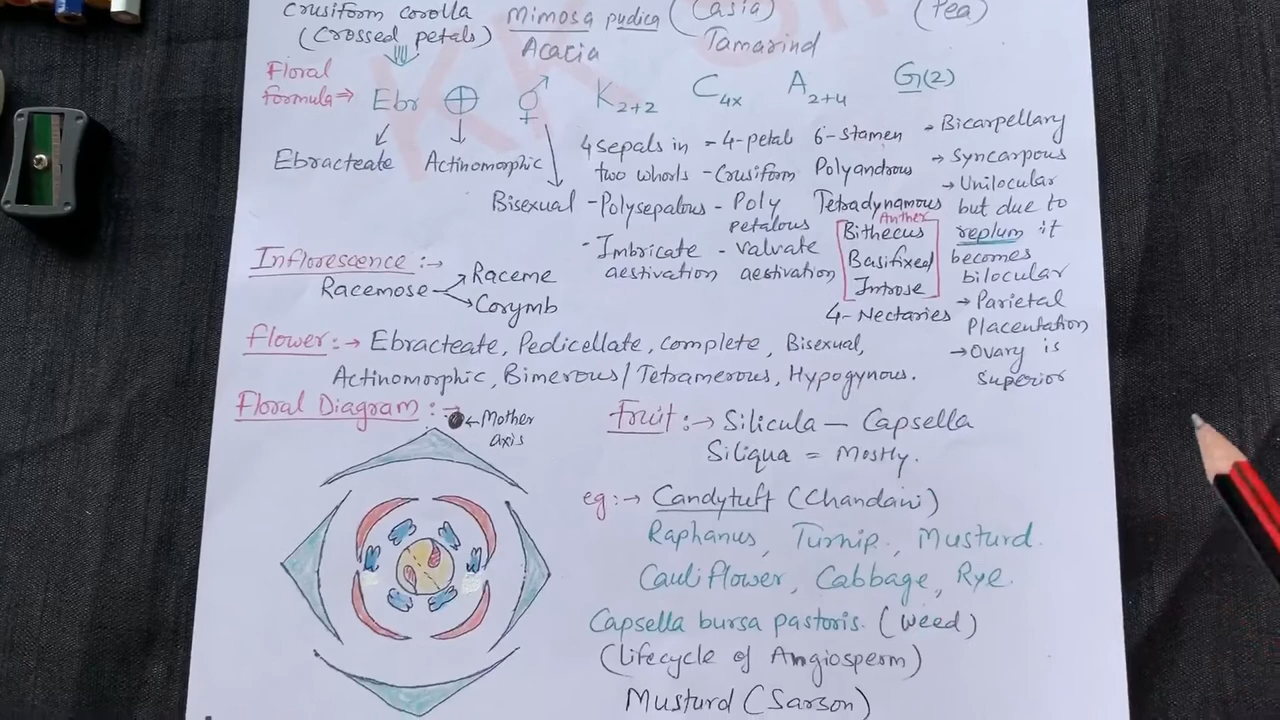 Crusiform corolla
(Crossed petals)
Mimosa pudica
Acacia
(Casia)
Tamarind
(Pea)
Floral formula ⇒ Ebr ⊕ ⚥ K2+2 C4x A2+4 G(2)
Ebracteate
Actinomorphic
Bisexual
4 sepals in
two whorls
-Polysepalous
-Imbricate
aestivation
- 4-petal
-Crusiform
- Poly
petalous
- valvate
aestivation
6-stamen
Polyandrous
Tetradynamous
Anther
Bithecus
Basifixed
Introse
4-Nectaries
→ Bicarpellary
→ Syncarpous
→ Unilocular
but due to
replum it
becomes
bilocular
→ Parietal
Placentation
→ Ovary is
Superior
Inflorescence :→
Racemose
Raceme
Corymb
Flower :→ Ebracteate, Pedicellate, complete, Bisexual,
Actinomorphic, Bimerous/Tetramerous, Hypogynous.
Floral Diagram :→
← Mother
axis
Fruit :→ Silicula — Capsella
Siliqua = Mostly.
eg :→ Candytuft (Chandani)
Raphanus, Turnip, Musturd.
Cauliflower, Cabbage, Rye.
Capsella bursa pastoris. (weed)
(Lifecycle of Angiosperm)
Musturd (Sarson)